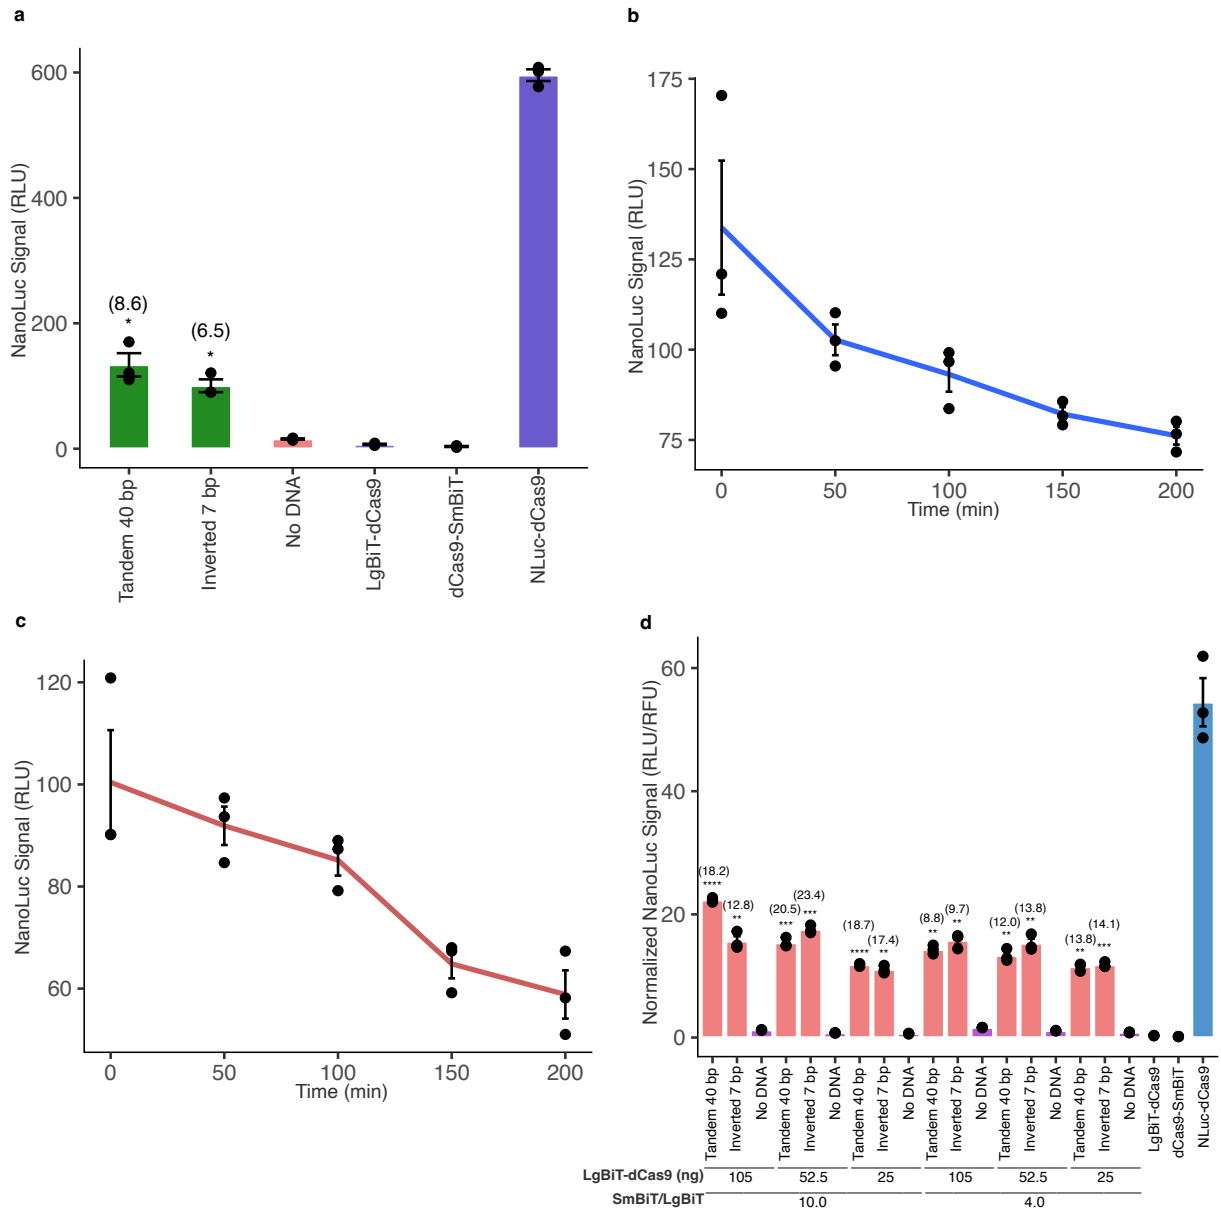 a
NanoLuc Signal (RLU)
600
400
200
0
(8.6)
*
(6.5)
*
Tandem 40 bp
Inverted 7 bp
No DNA
LgBiT-dCas9
dCas9-SmBiT
NLuc-dCas9
b
NanoLuc Signal (RLU)
175
150
125
100
75
0 50 100 150 200
Time (min)
c
NanoLuc Signal (RLU)
120
100
80
60
0 50 100 150 200
Time (min)
d
Normalized NanoLuc Signal (RLU/RFU)
60
40
20
0
(18.2)
****
(12.8)
**
(20.5)
***
(23.4)
***
(18.7)
****
(17.4)
**
(8.8)
**
(9.7)
**
(12.0)
**
(13.8)
**
(13.8)
**
(14.1)
***
Tandem 40 bp
Inverted 7 bp
No DNA
Tandem 40 bp
Inverted 7 bp
No DNA
Tandem 40 bp
Inverted 7 bp
No DNA
Tandem 40 bp
Inverted 7 bp
No DNA
Tandem 40 bp
Inverted 7 bp
No DNA
Tandem 40 bp
Inverted 7 bp
No DNA
LgBiT-dCas9
dCas9-SmBiT
NLuc-dCas9
LgBiT-dCas9 (ng) 105 52.5 25 105 52.5 25
SmBiT/LgBiT 10.0 4.0